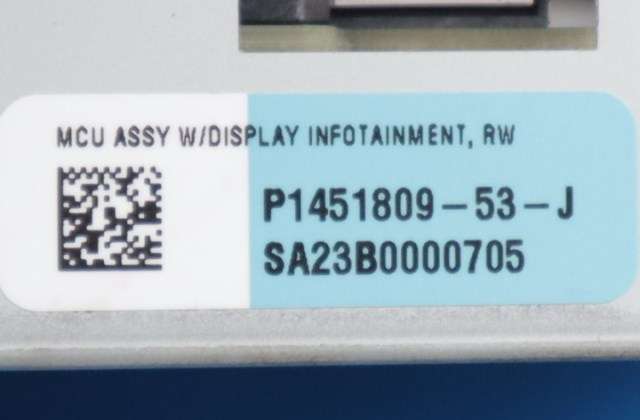 MCU ASSY W/DISPLAY INFOTAINMENT, RW
P1451809-53-J
SA23B0000705